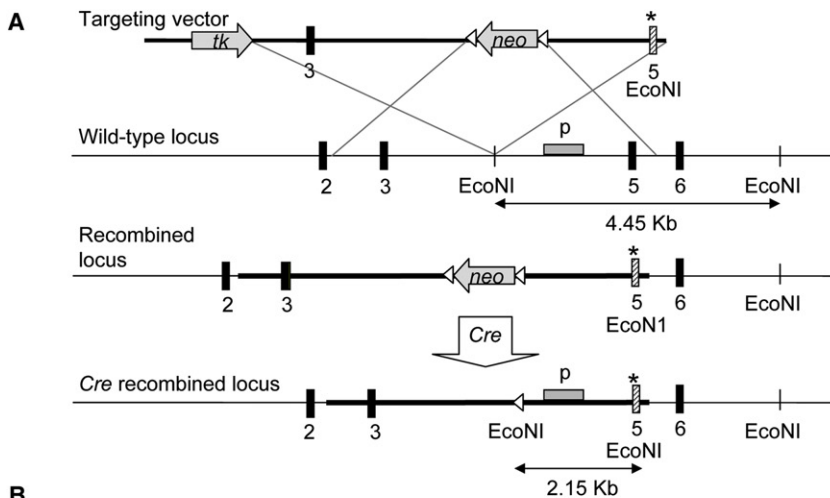 A
Targeting vector
*
tk
neo
3
5
EcoNI
Wild-type locus
p
2
3
EcoNI
5
6
EcoNI
4.45 Kb
Recombined
locus
*
neo
2
3
5
6
EcoNI
EcoN1
Cre
Cre recombined locus
p
*
2
3
EcoNI
5
6
EcoNI
EcoNI
2.15 Kb
B